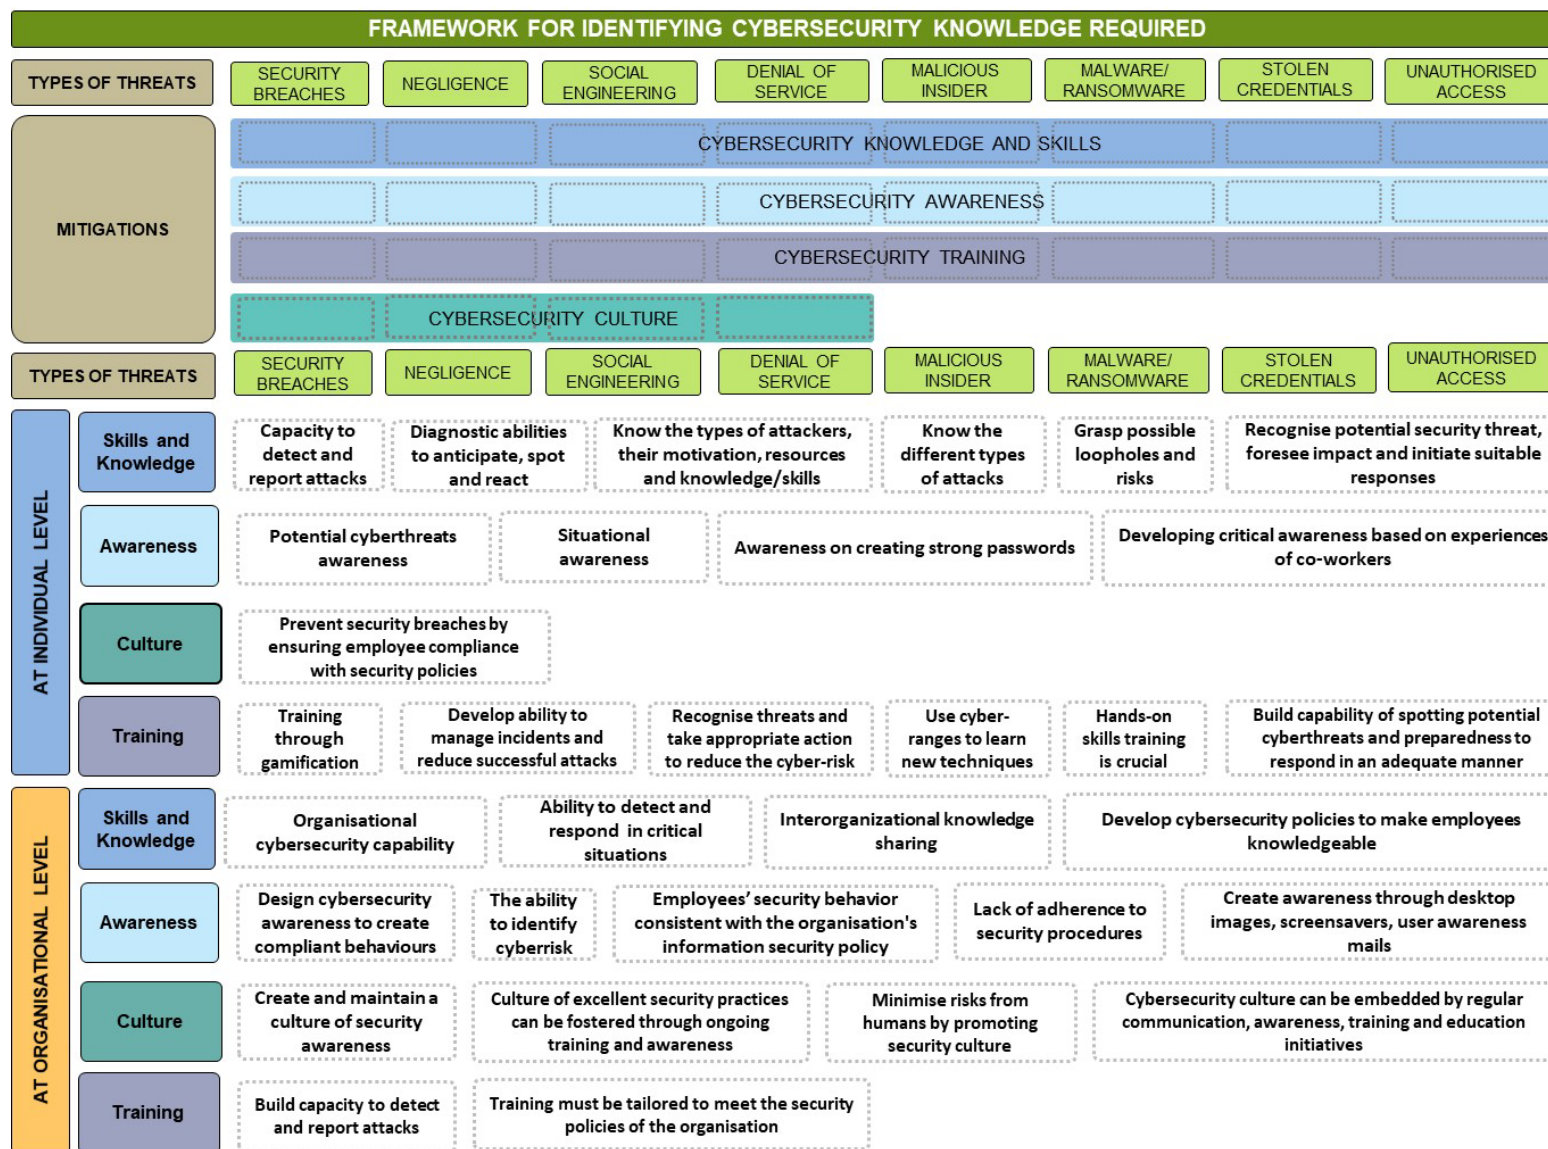 FRAMEWORK FOR IDENTIFYING CYBERSECURITY KNOWLEDGE REQUIRED
TYPES OF THREATS
SECURITY
BREACHES
NEGLIGENCE
SOCIAL
ENGINEERING
DENIAL OF
SERVICE
MALICIOUS
INSIDER
MALWARE/
RANSOMWARE
STOLEN
CREDENTIALS
UNAUTHORISED
ACCESS
MITIGATIONS
CYBERSECURITY KNOWLEDGE AND SKILLS
CYBERSECURITY AWARENESS
CYBERSECURITY TRAINING
CYBERSECURITY CULTURE
TYPES OF THREATS
SECURITY
BREACHES
NEGLIGENCE
SOCIAL
ENGINEERING
DENIAL OF
SERVICE
MALICIOUS
INSIDER
MALWARE/
RANSOMWARE
STOLEN
CREDENTIALS
UNAUTHORISED
ACCESS
AT INDIVIDUAL LEVEL
Skills and
Knowledge
Capacity to
detect and
report attacks
Diagnostic abilities
to anticipate, spot
and react
Know the types of attackers,
their motivation, resources
and knowledge/skills
Know the
different types
of attacks
Grasp possible
loopholes and
risks
Recognise potential security threat,
foresee impact and initiate suitable
responses
Awareness
Potential cyberthreats
awareness
Situational
awareness
Awareness on creating strong passwords
Developing critical awareness based on experiences
of co-workers
Culture
Prevent security breaches by
ensuring employee compliance
with security policies
Training
Training
through
gamification
Develop ability to
manage incidents and
reduce successful attacks
Recognise threats and
take appropriate action
to reduce the cyber-risk
Use cyber-
ranges to learn
new techniques
Hands-on
skills training
is crucial
Build capability of spotting potential
cyberthreats and preparedness to
respond in an adequate manner
AT ORGANISATIONAL LEVEL
Skills and
Knowledge
Organisational
cybersecurity capability
Ability to detect and
respond in critical
situations
Interorganizational knowledge
sharing
Develop cybersecurity policies to make employees
knowledgeable
Awareness
Design cybersecurity
awareness to create
compliant behaviours
The ability
to identify
cyberrisk
Employees' security behavior
consistent with the organisation's
information security policy
Lack of adherence to
security procedures
Create awareness through desktop
images, screensavers, user awareness
mails
Culture
Create and maintain a
culture of security
awareness
Culture of excellent security practices
can be fostered through ongoing
training and awareness
Minimise risks from
humans by promoting
security culture
Cybersecurity culture can be embedded by regular
communication, awareness, training and education
initiatives
Training
Build capacity to detect
and report attacks
Training must be tailored to meet the security
policies of the organisation